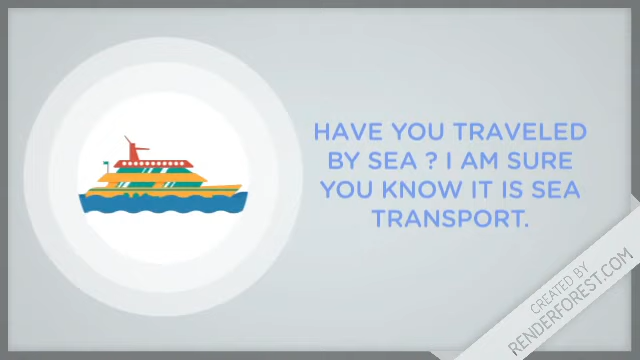 HAVE YOU TRAVELED
BY SEA ? I AM SURE
YOU KNOW IT IS SEA
TRANSPORT.
CREATED BY
RENDERFOREST.COM